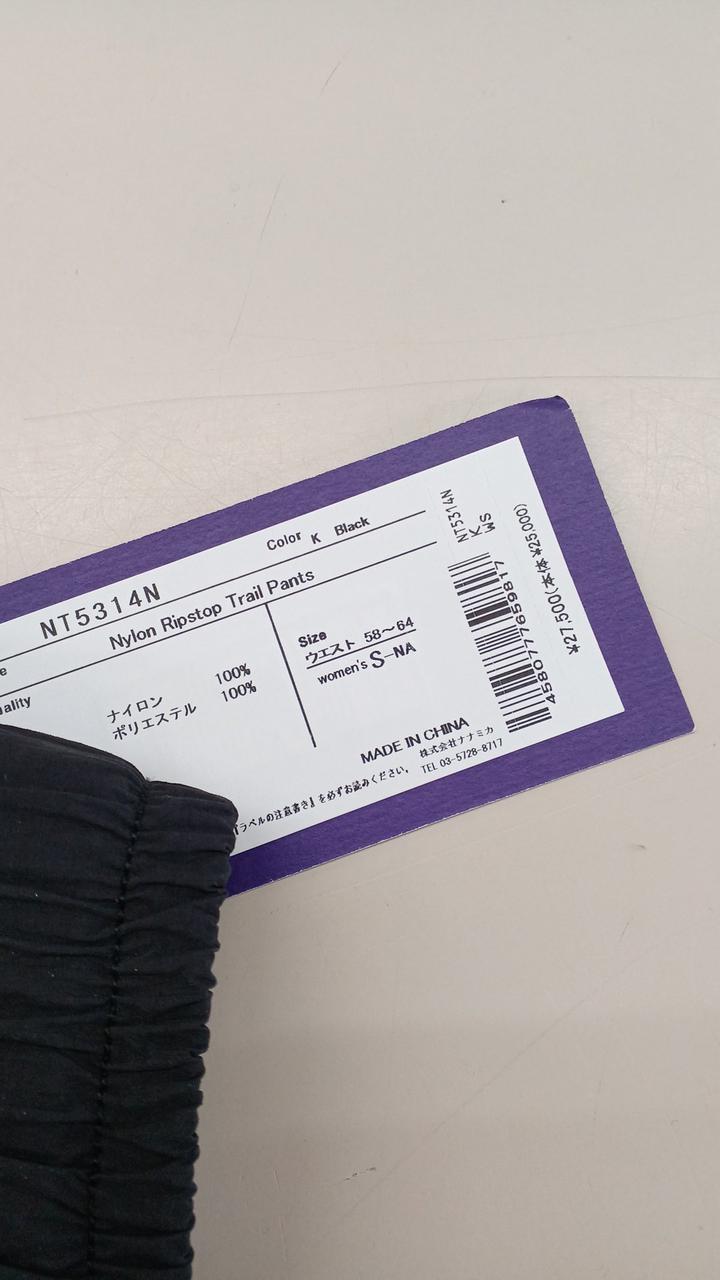 NT5314N
Color K Black
e
Nylon Ripstop Trail Pants
ality
ナイロン 100%
ポリエステル 100%
Size
ウエスト 58～64
women's S-NA
MADE IN CHINA
株式会社ナナミカ
TEL 03-5728-8717
ラベルの注意書き』を必ずお読みください。
NT5314N
K
WS
4580777659817
¥27,500(本体¥25,000)